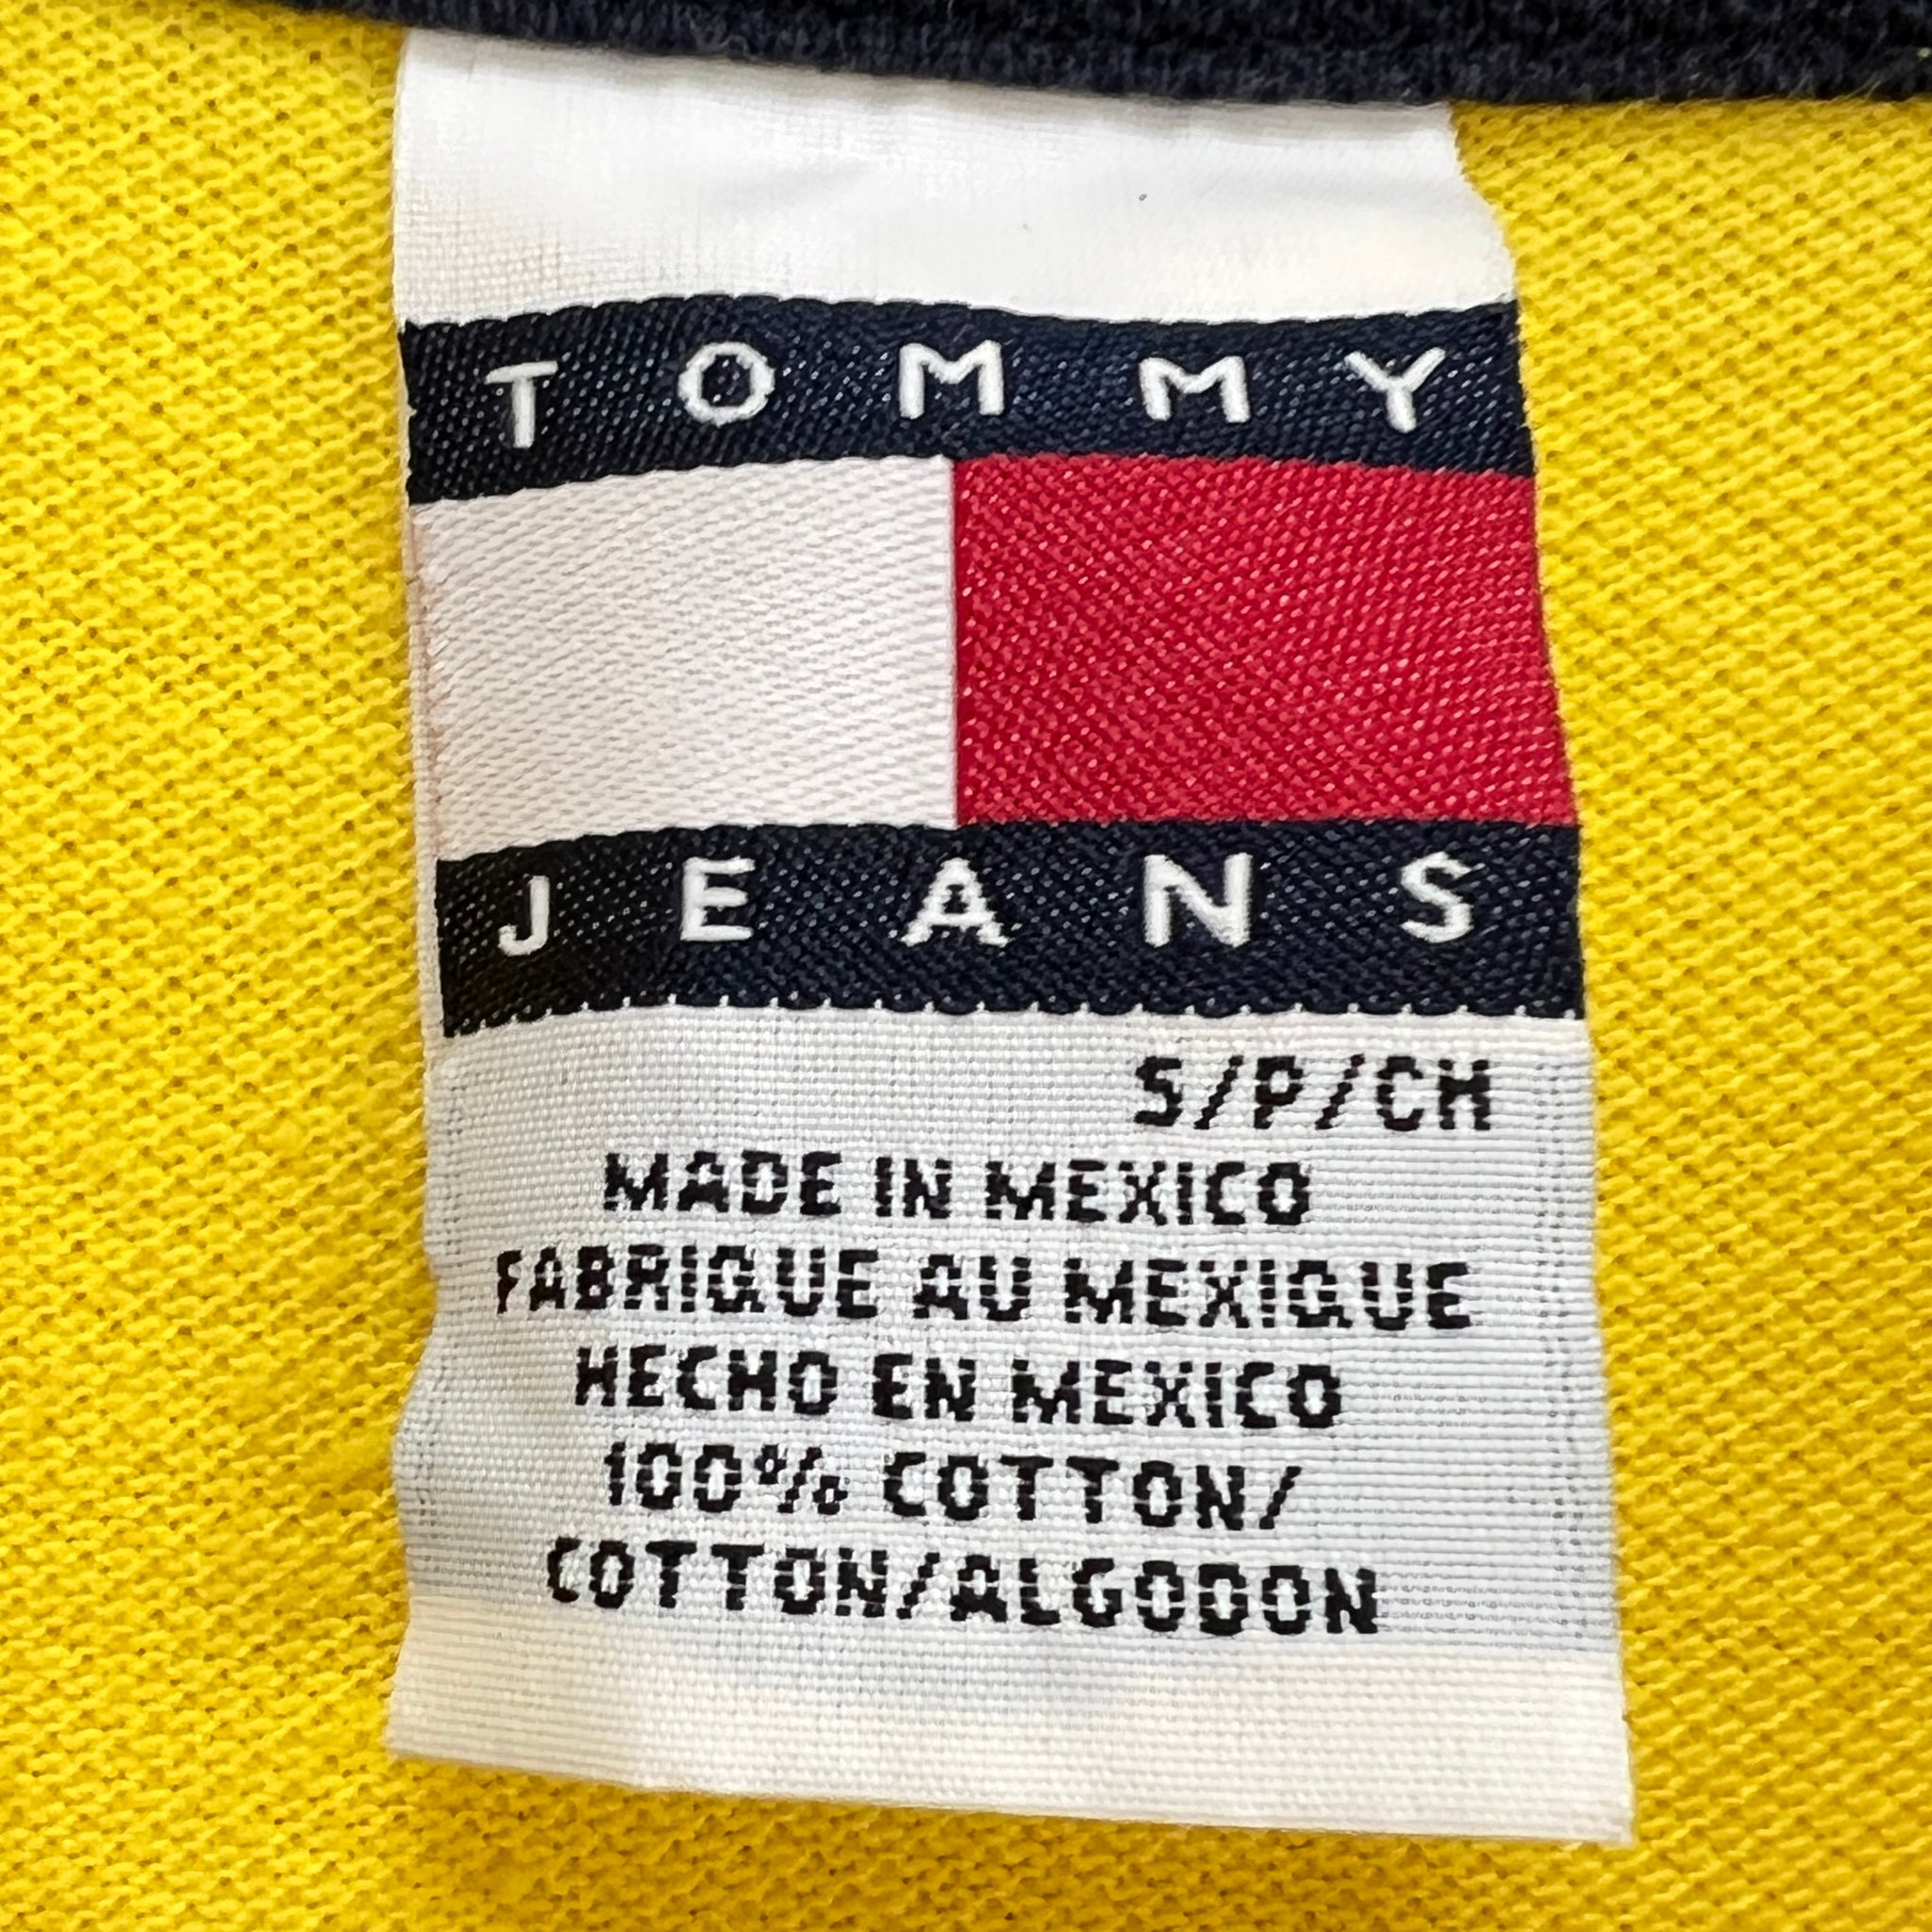 TOMMY
JEANS
S/P/CH
MADE IN MEXICO
FABRIQUE AU MEXIQUE
HECHO EN MEXICO
100% COTTON/
COTTON/ALGODON